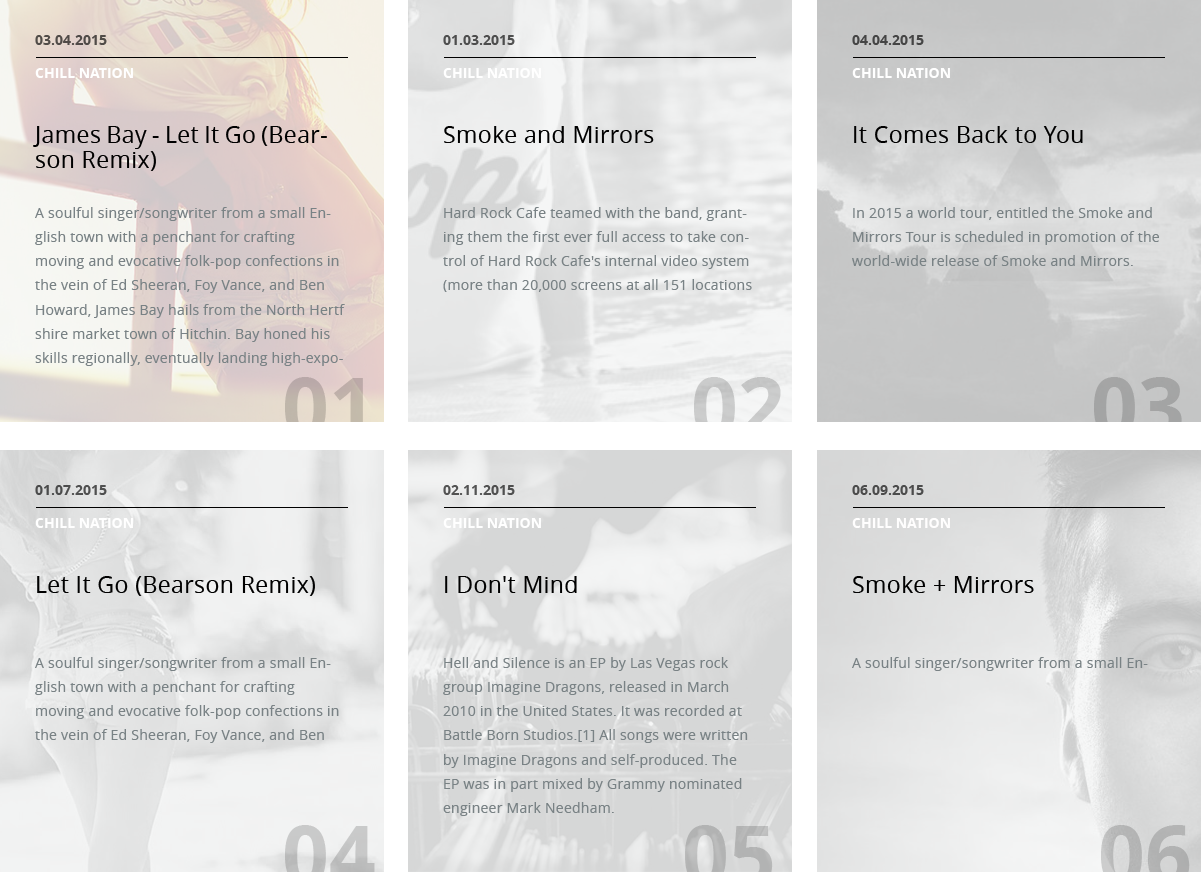 03.04.2015
CHILL NATION
James Bay - Let It Go (Bear-
son Remix)
A soulful singer/songwriter from a small En-
glish town with a penchant for crafting
moving and evocative folk-pop confections in
the vein of Ed Sheeran, Foy Vance, and Ben
Howard, James Bay hails from the North Hertf
shire market town of Hitchin. Bay honed his
skills regionally, eventually landing high-expo-
01
01.03.2015
CHILL NATION
Smoke and Mirrors
Hard Rock Cafe teamed with the band, grant-
ing them the first ever full access to take con-
trol of Hard Rock Cafe's internal video system
(more than 20,000 screens at all 151 locations
02
04.04.2015
CHILL NATION
It Comes Back to You
In 2015 a world tour, entitled the Smoke and
Mirrors Tour is scheduled in promotion of the
world-wide release of Smoke and Mirrors.
03
01.07.2015
CHILL NATION
Let It Go (Bearson Remix)
A soulful singer/songwriter from a small En-
glish town with a penchant for crafting
moving and evocative folk-pop confections in
the vein of Ed Sheeran, Foy Vance, and Ben
04
02.11.2015
CHILL NATION
I Don't Mind
Hell and Silence is an EP by Las Vegas rock
group Imagine Dragons, released in March
2010 in the United States. It was recorded at
Battle Born Studios.[1] All songs were written
by Imagine Dragons and self-produced. The
EP was in part mixed by Grammy nominated
engineer Mark Needham.
05
06.09.2015
CHILL NATION
Smoke + Mirrors
A soulful singer/songwriter from a small En-
06